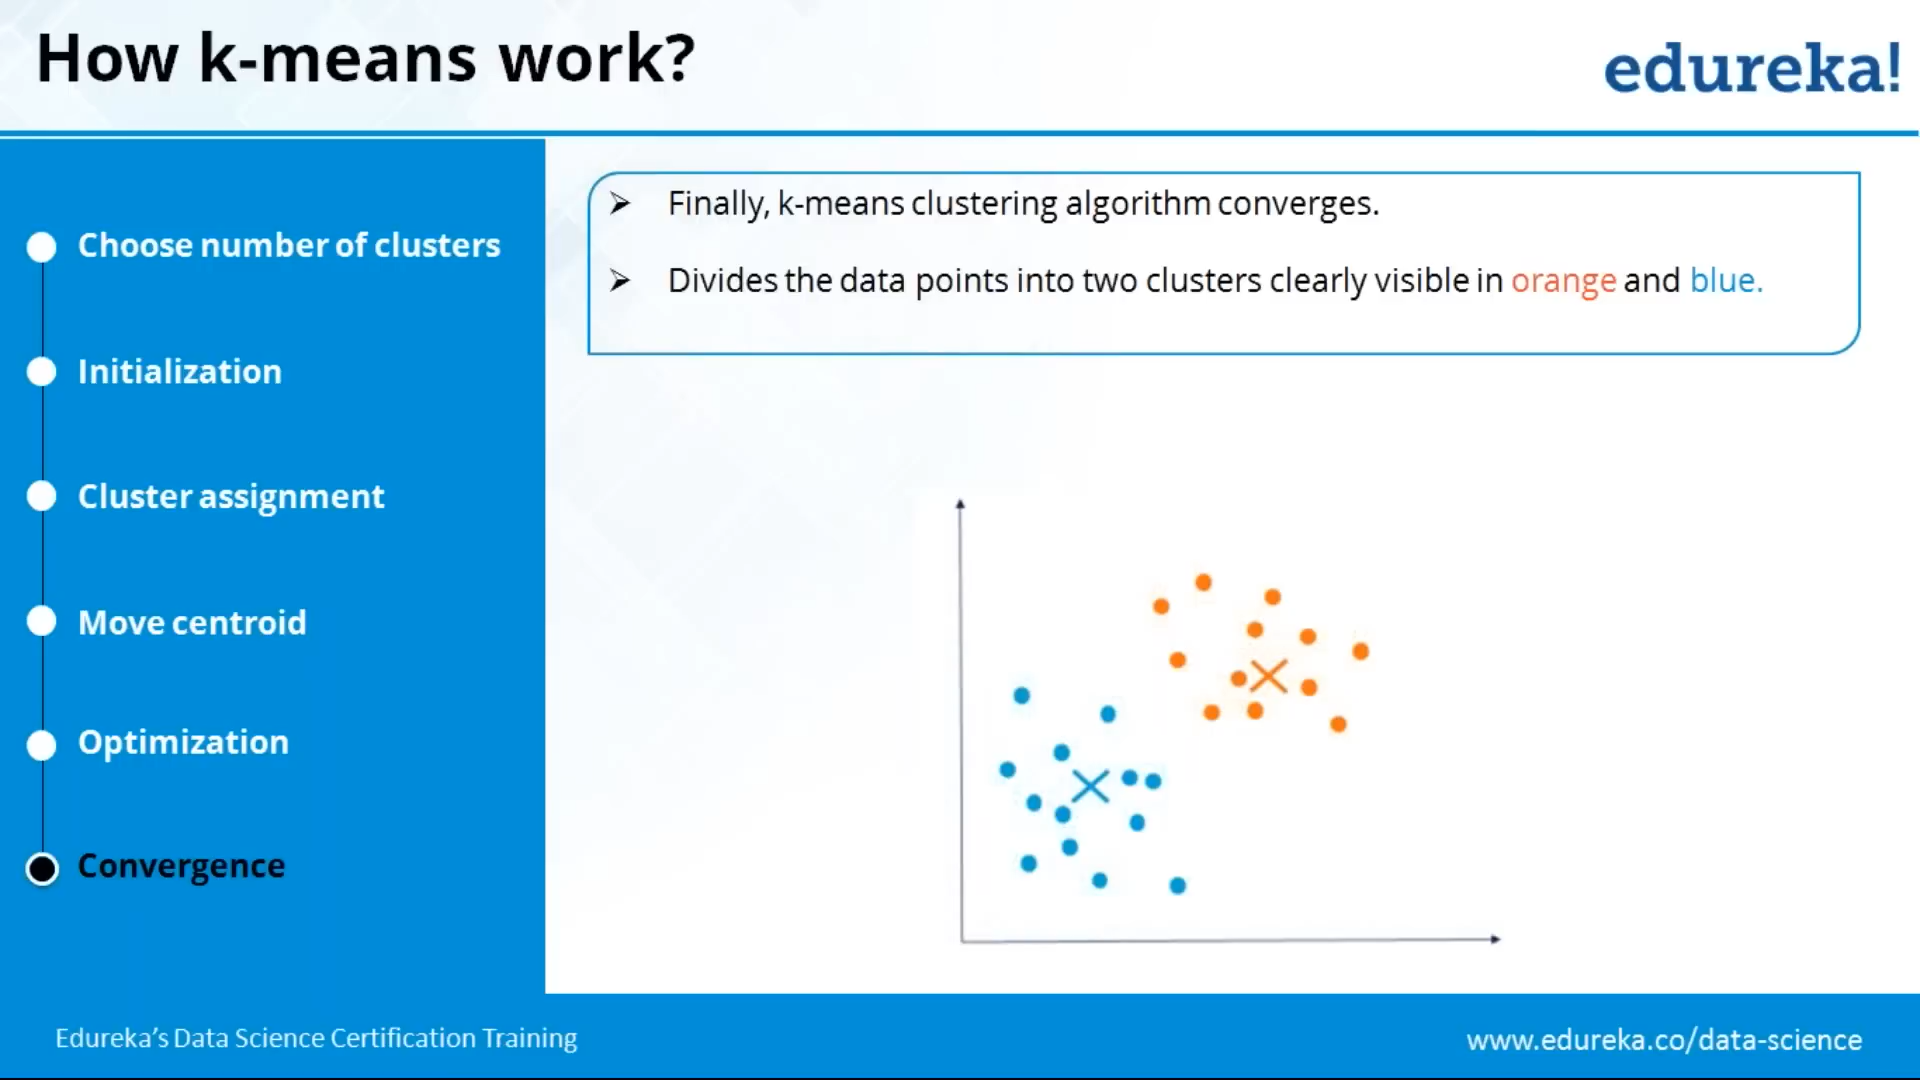 How k-means work?
edureka!
Choose number of clusters
Initialization
Cluster assignment
Move centroid
Optimization
Convergence
Finally, k-means clustering algorithm converges.
Divides the data points into two clusters clearly visible in orange and blue.
Edureka’s Data Science Certification Training
www.edureka.co/data-science